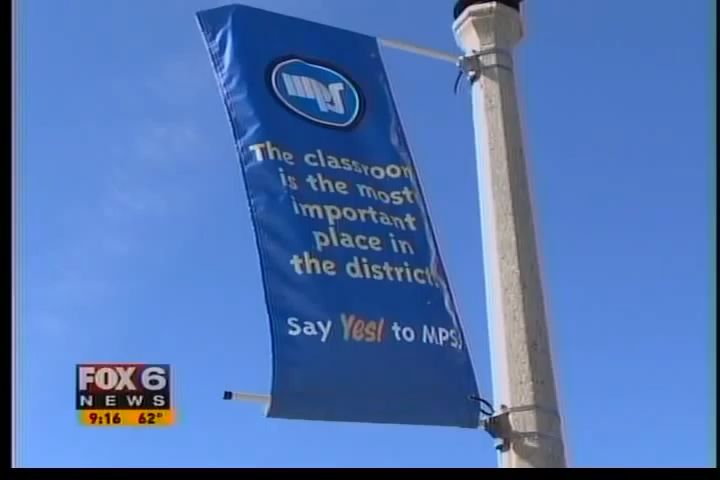 mps
The classroom
is the most
important
place in
the district.
Say Yes! to MPS!
FOX 6
NEWS
9:16 62°